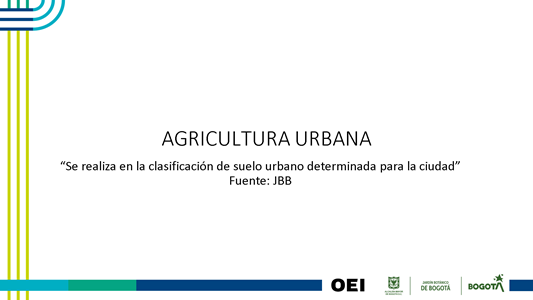 AGRICULTURA URBANA
“Se realiza en la clasificación de suelo urbano determinada para la ciudad”
Fuente: JBB
OEI
JARDÍN BOTÁNICO
DE BOGOTÁ
BOGOTÁ